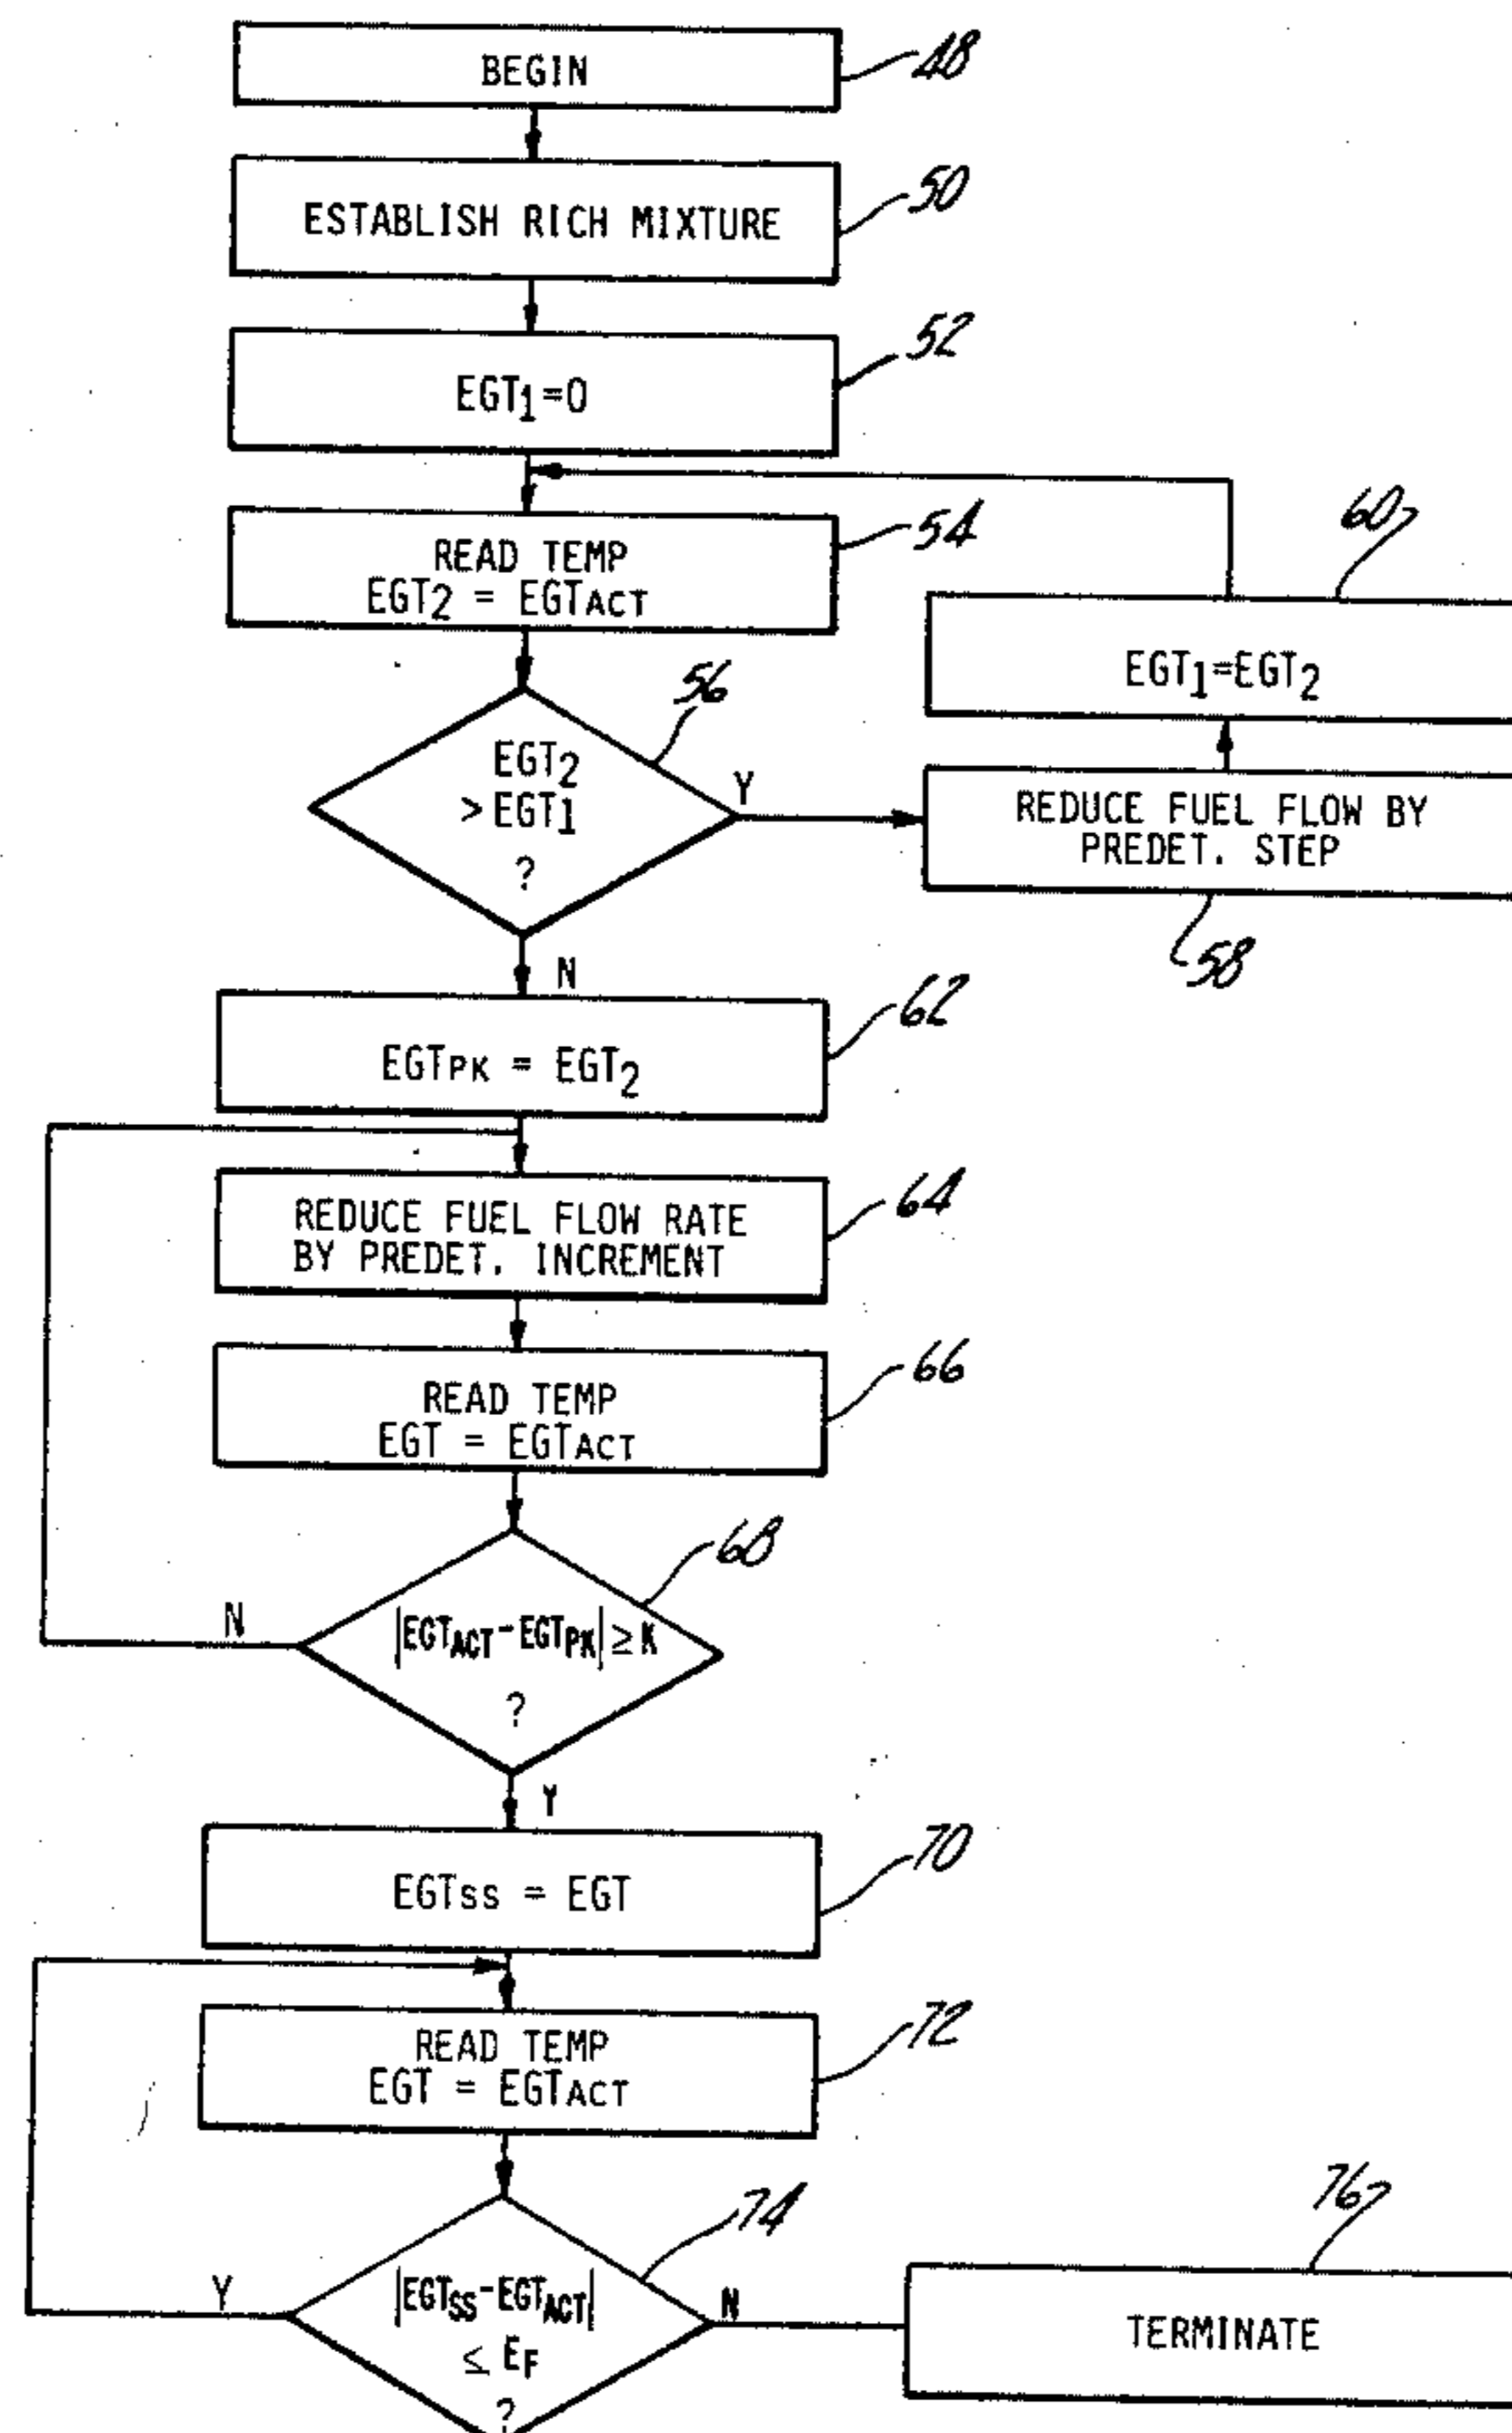 BEGIN
48
ESTABLISH RICH MIXTURE
50
EGT1=0
52
READ TEMP
EGT2 = EGTACT
54
60
EGT1=EGT2
56
EGT2
> EGT1
?
Y
REDUCE FUEL FLOW BY
PREDET. STEP
58
N
62
EGTPK = EGT2
REDUCE FUEL FLOW RATE
BY PREDET. INCREMENT
64
READ TEMP
EGT = EGTACT
66
68
|EGTACT-EGTPK| ≥ K
?
N
Y
70
EGTSS = EGT
READ TEMP
EGT = EGTACT
72
74
|EGTSS-EGTACT|
≤ EF
?
Y
N
76
TERMINATE